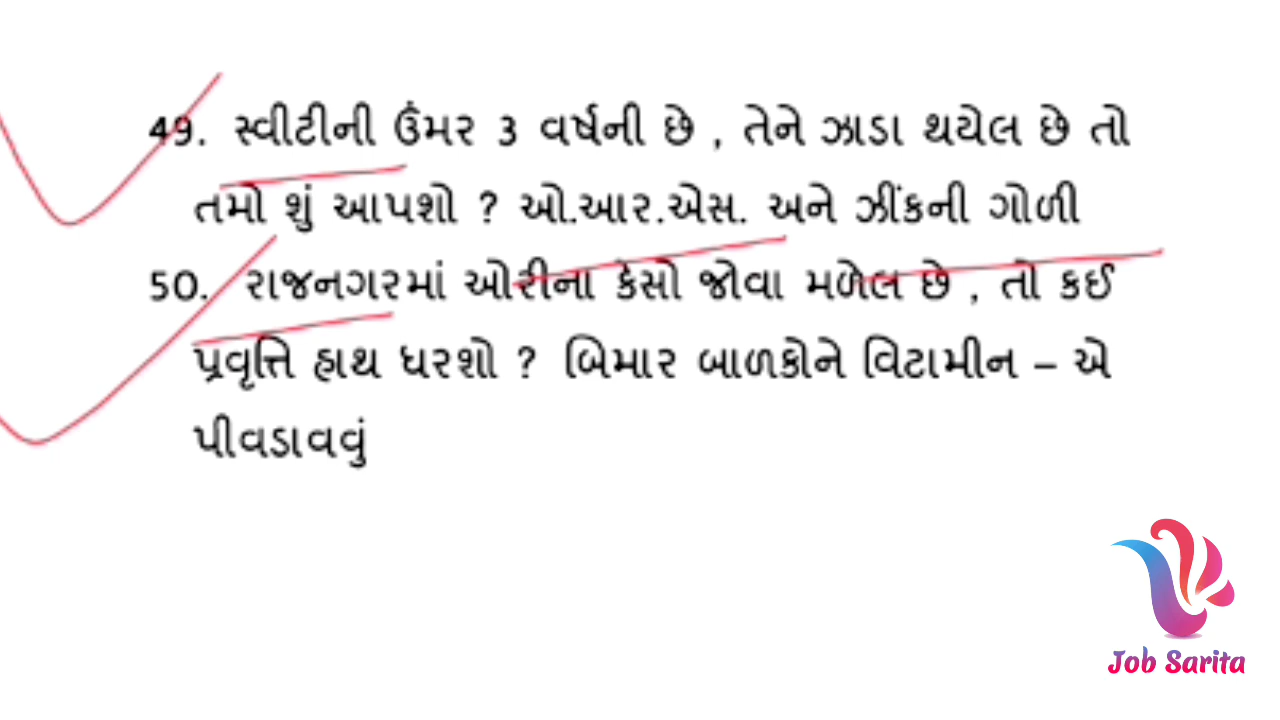 49. સ્વીટીની ઉંમર 3 વર્ષની છે , તેને ઝાડા થયેલ છે તો
તમો શું આપશો ? ઓ.આર.એસ. અને ઝીંકની ગોળી
50. રાજનગરમાં ઓરીના કેસો જોવા મળેલ છે , તો કઈ
પ્રવૃત્તિ હાથ ધરશો ? બિમાર બાળકોને વિટામીન – એ
પીવડાવવું
Job Sarita